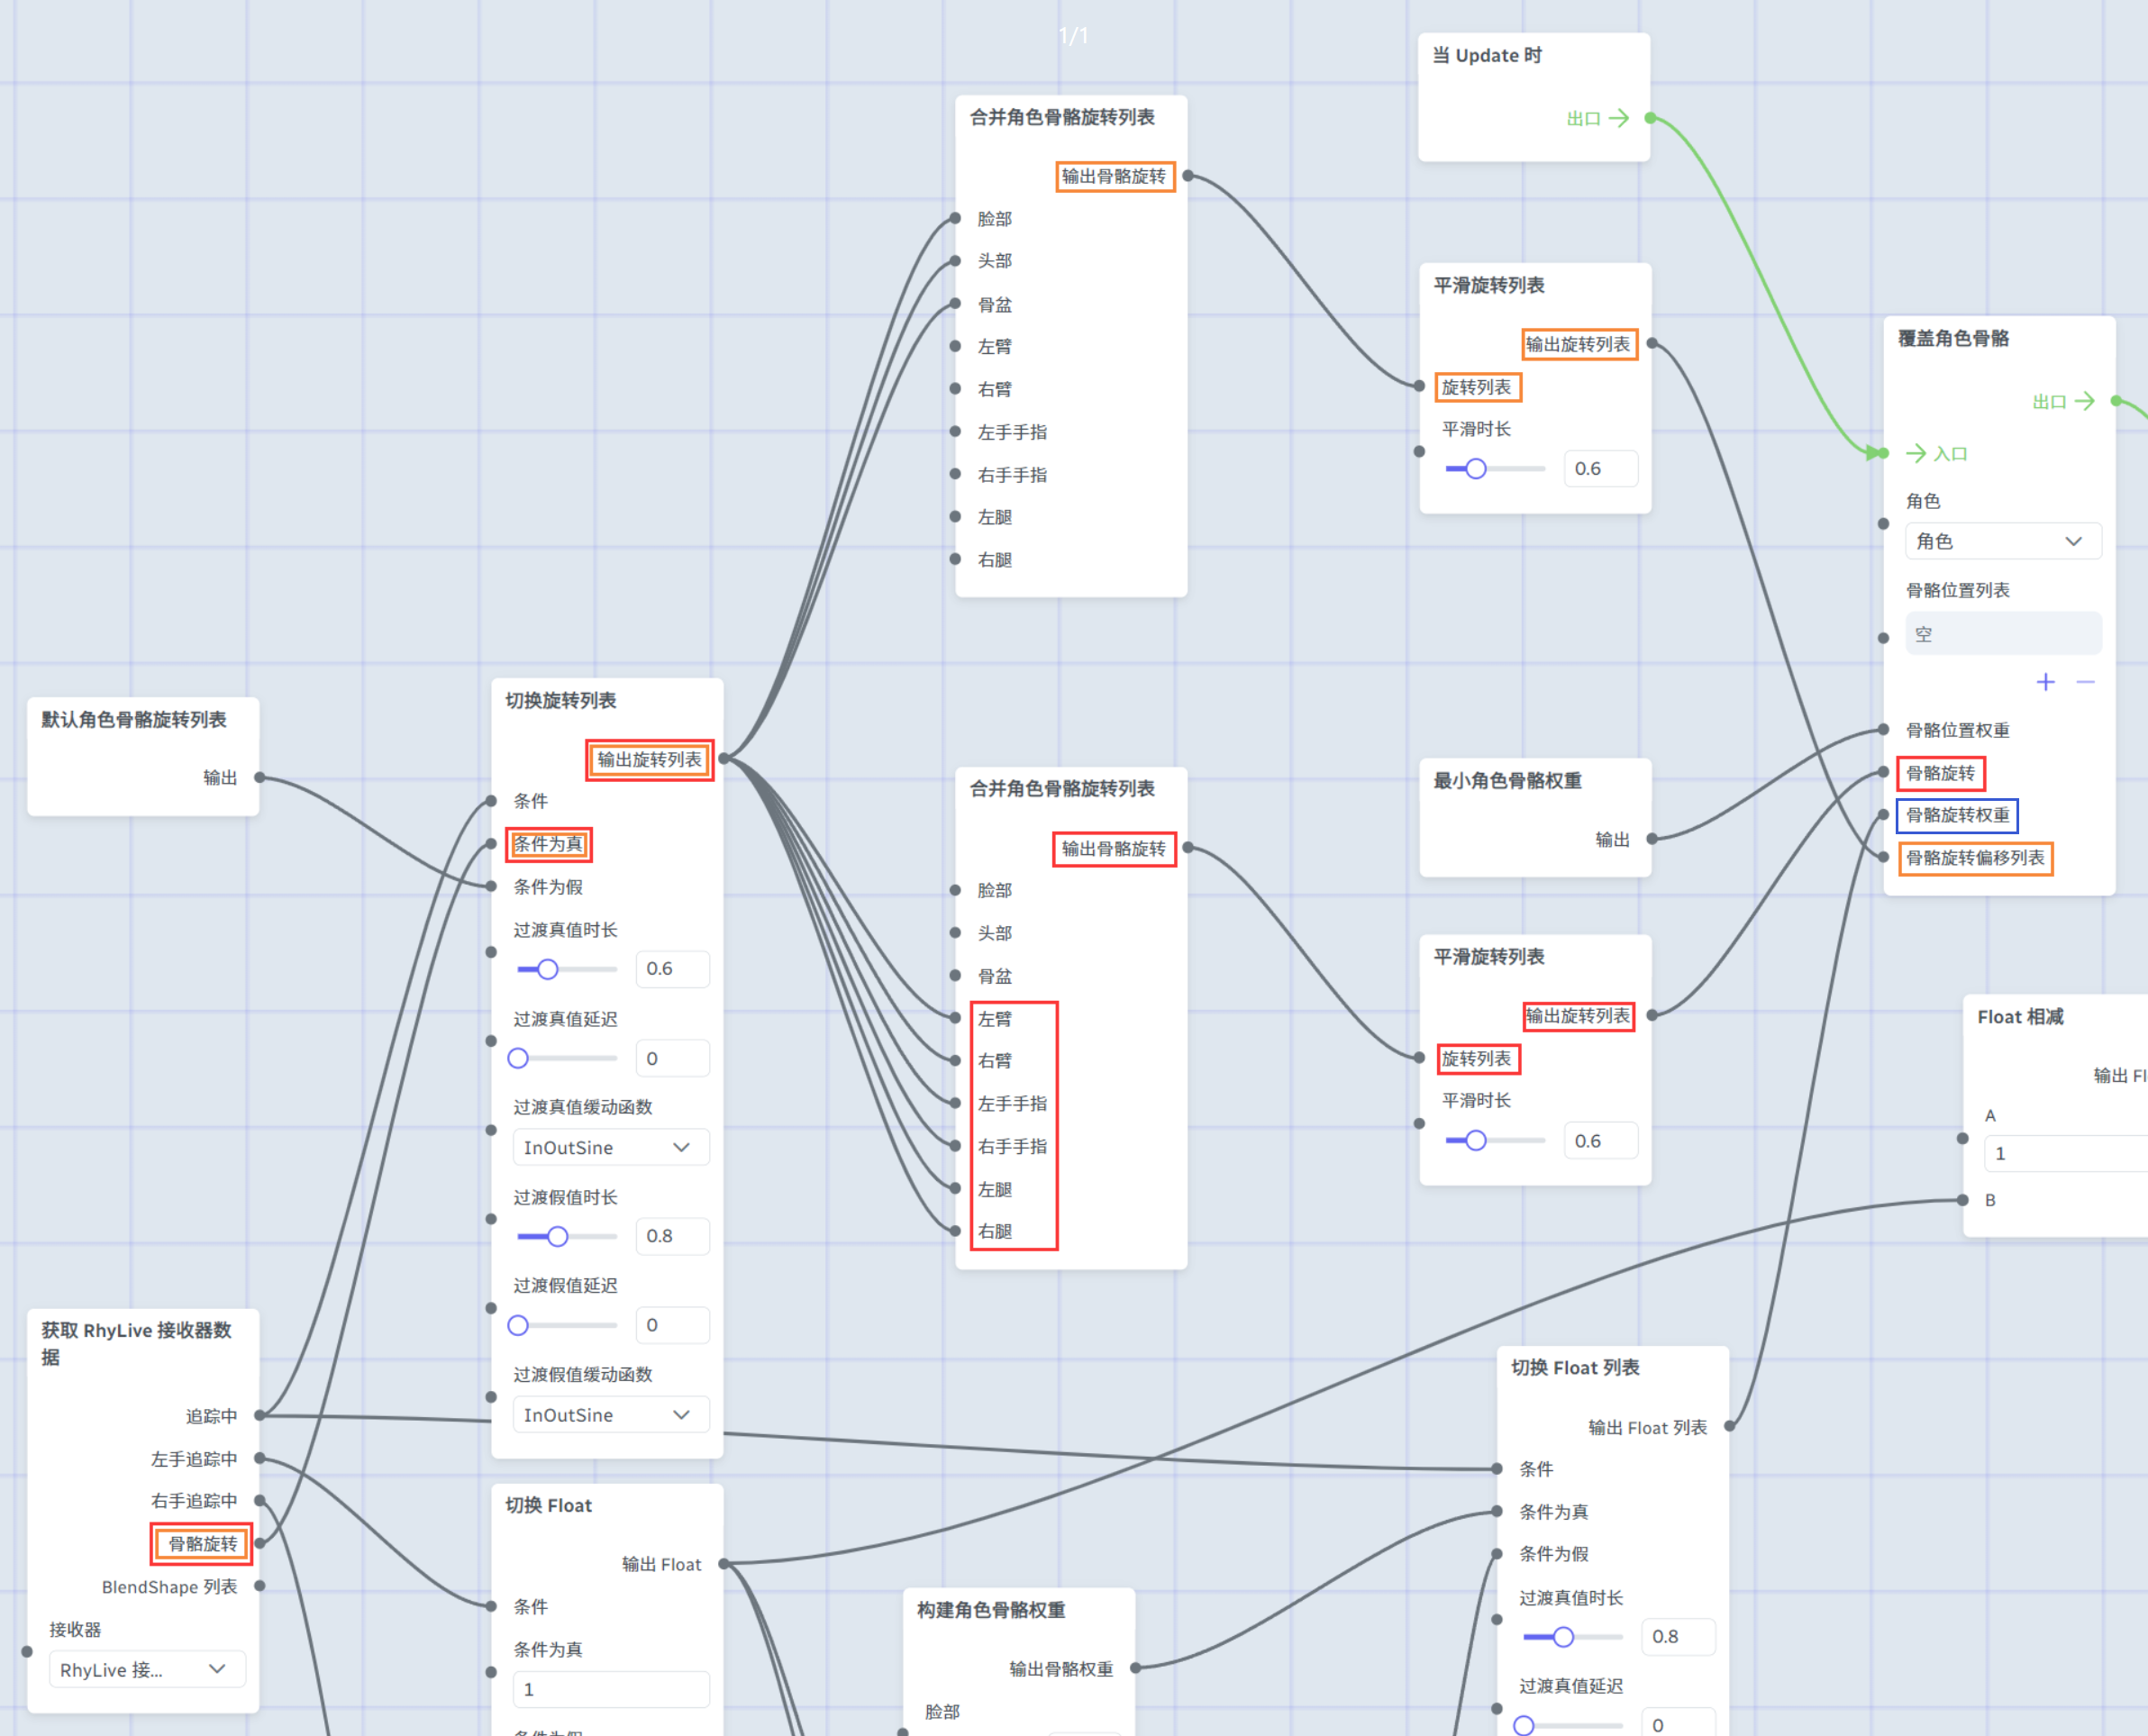 1/1
当 Update 时
出口
合并角色骨骼旋转列表
输出骨骼旋转
脸部
头部
骨盆
左臂
右臂
左手手指
右手手指
左腿
右腿
平滑旋转列表
输出旋转列表
旋转列表
平滑时长
0.6
覆盖角色骨骼
出口
入口
角色
角色
骨骼位置列表
空
骨骼位置权重
骨骼旋转
骨骼旋转权重
骨骼旋转偏移列表
默认角色骨骼旋转列表
输出
切换旋转列表
输出旋转列表
条件
条件为真
条件为假
过渡真值时长
0.6
过渡真值延迟
0
过渡真值缓动函数
InOutSine
过渡假值时长
0.8
过渡假值延迟
0
过渡假值缓动函数
InOutSine
合并角色骨骼旋转列表
输出骨骼旋转
脸部
头部
骨盆
左臂
右臂
左手手指
右手手指
左腿
右腿
最小角色骨骼权重
输出
平滑旋转列表
输出旋转列表
旋转列表
平滑时长
0.6
Float 相减
输出 Fl
A
1
B
获取 RhyLive 接收器数
据
追踪中
左手追踪中
右手追踪中
骨骼旋转
BlendShape 列表
接收器
RhyLive 接...
切换 Float
输出 Float
条件
条件为真
1
构建角色骨骼权重
输出骨骼权重
脸部
切换 Float 列表
输出 Float 列表
条件
条件为真
条件为假
过渡真值时长
0.8
过渡真值延迟
0